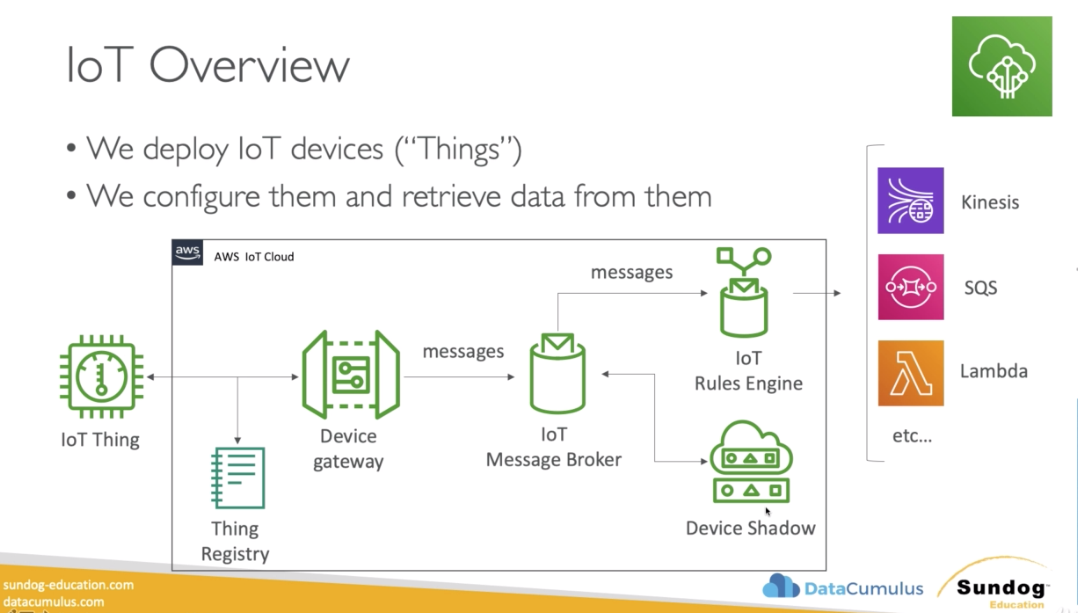 IoT Overview
• We deploy IoT devices (“Things”)
• We configure them and retrieve data from them
aws
AWS IoT Cloud
messages
Kinesis
SQS
Lambda
etc...
IoT
Rules Engine
messages
IoT Thing
Device
gateway
IoT
Message Broker
Thing
Registry
Device Shadow
sundog-education.com
datacumulus.com
DataCumulus
Sundog
Education